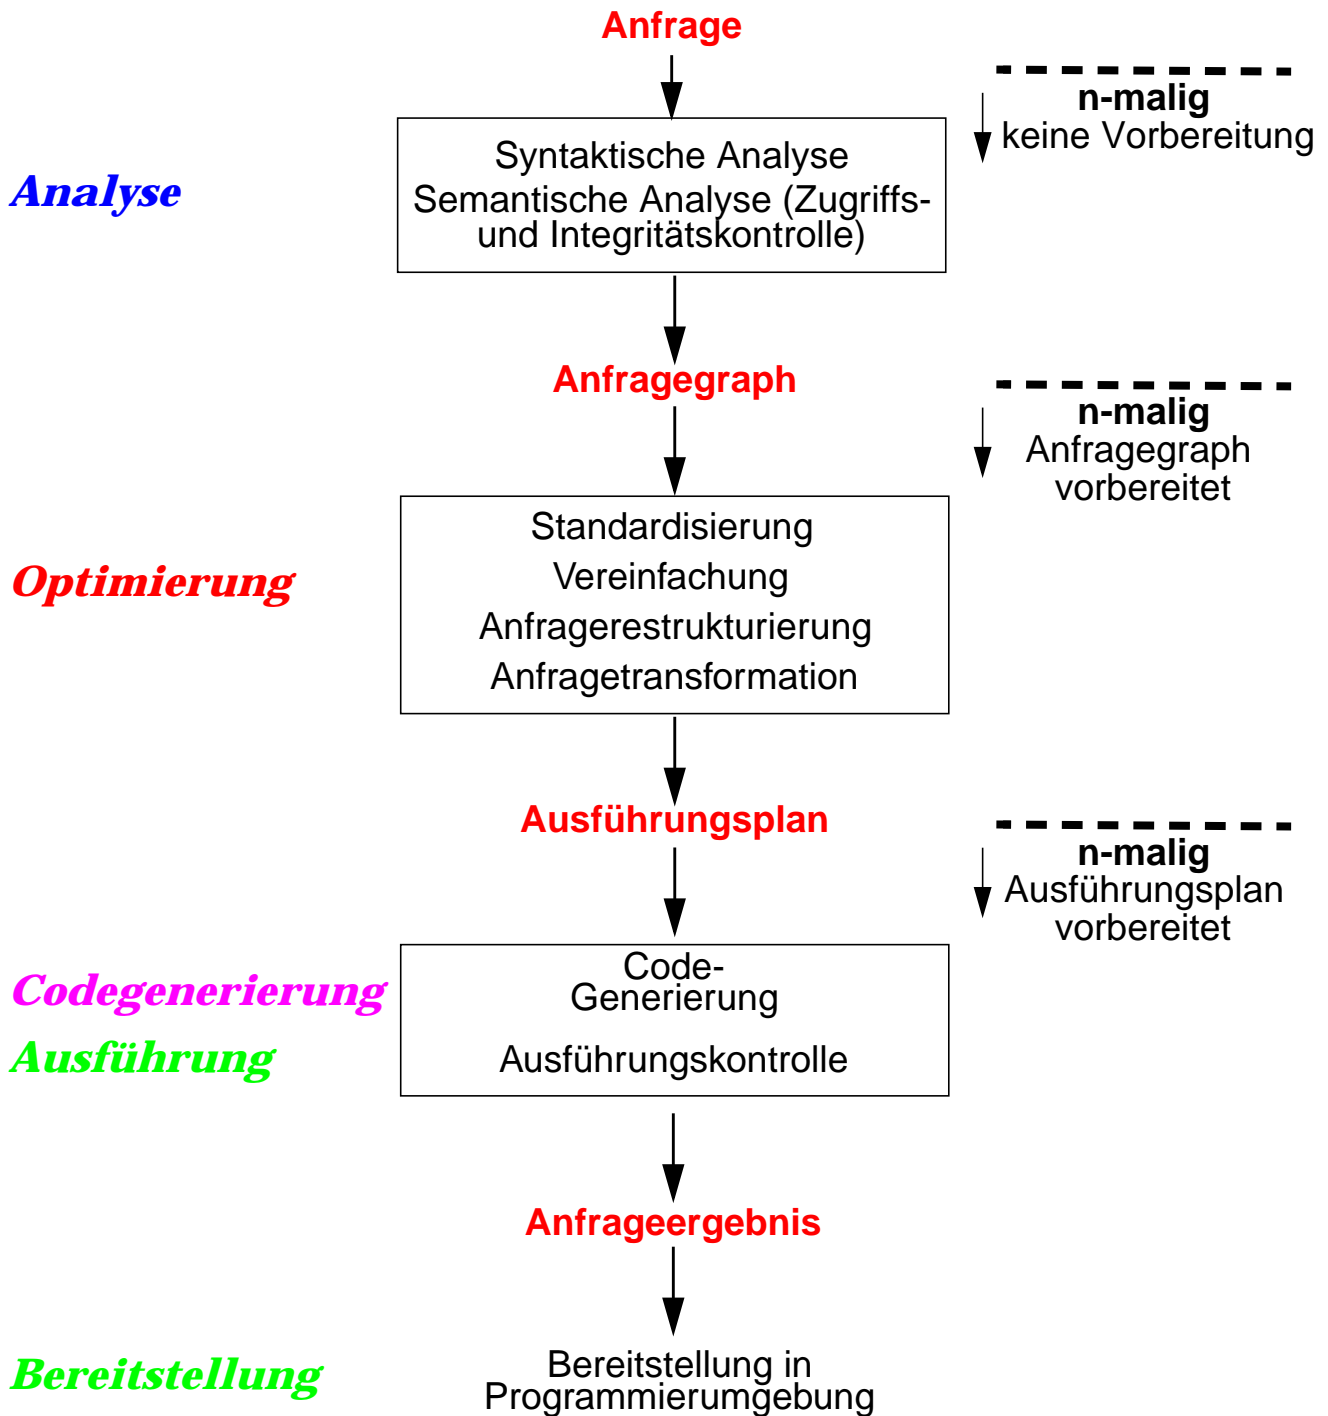 Anfrage
n-malig
keine Vorbereitung
Analyse
Syntaktische Analyse
Semantische Analyse (Zugriffs-
und Integritätskontrolle)
Anfragegraph
n-malig
Anfragegraph
vorbereitet
Optimierung
Standardisierung
Vereinfachung
Anfragerestrukturierung
Anfragetransformation
Ausführungsplan
n-malig
Ausführungsplan
vorbereitet
Codegenerierung
Code-
Generierung
Ausführung
Ausführungskontrolle
Anfrageergebnis
Bereitstellung
Bereitstellung in
Programmierumgebung